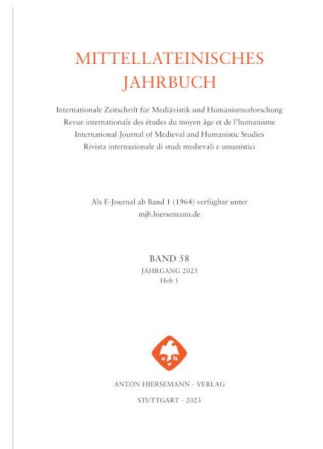 MITTELLATEINISCHES
JAHRBUCH
Internationale Zeitschrift für Mediävistik und Humanismusforschung
Revue internationale des études du moyen âge et de l'humanisme
International Journal of Medieval and Humanistic Studies
Rivista internazionale di studi medievali e umanistici
Als E-Journal ab Band 1 (1964) verfügbar unter
mjb.hiersemann.de
BAND 58
JAHRGANG 2023
Heft 1
ANTON HIERSEMANN · VERLAG
STUTTGART · 2023